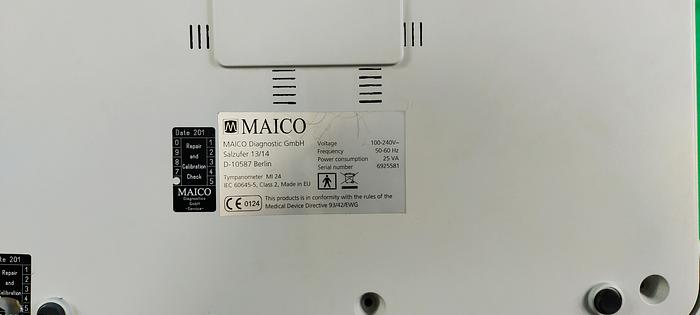 MAICO
MAICO Diagnostic GmbH
Salzufer 13/14
D-10587 Berlin
Tympanometer MI 24
IEC 60645-5, Class 2, Made in EU
Voltage 100-240V~
Frequency 50-60 Hz
Power consumption 25 VA
Serial number 6925581
CE 0124
This products is in conformity with the rules of the
Medical Device Directive 93/42/EWG
Date 201
0 1
9 2
8 3
7 4
5
Repair
and
Calibration
Check
MAICO
Diagnostics
GmbH
-Service-
te 201
1
Repair 2
and 3
Calibration 4
5